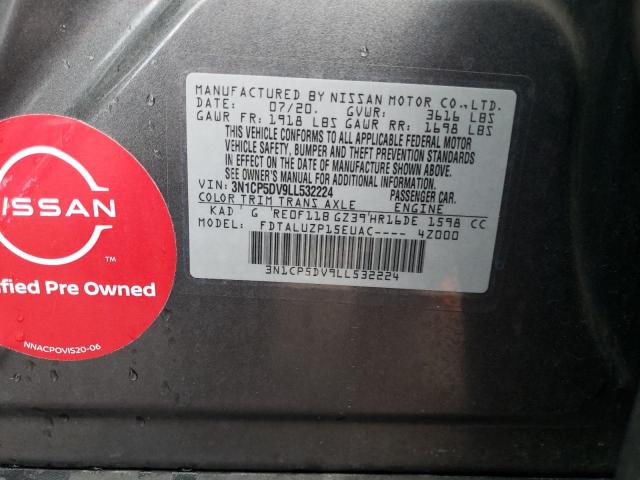 MANUFACTURED BY NISSAN MOTOR CO., LTD.
DATE: 07/20. GVWR: 3616 LBS
GAWR FR: 1918 LBS GAWR RR: 1698 LBS
THIS VEHICLE CONFORMS TO ALL APPLICABLE FEDERAL MOTOR
VEHICLE SAFETY, BUMPER AND THEFT PREVENTION STANDARDS
IN EFFECT ON THE DATE OF MANUFACTURE SHOWN ABOVE.
ADDITIONAL INFO.-SEE OWNER'S MANUAL.
VIN: 3N1CP5DV9LL532224 PASSENGER CAR.
COLOR TRIM TRANS AXLE ENGINE
KAD G RE0F11B GZ39 HR16DE 1598 CC
MODEL: FDTALUZP15EUAC---- 4Z000
3N1CP5DV9LL532224
NISSAN
ified Pre Owned
NNACPOVIS20-06